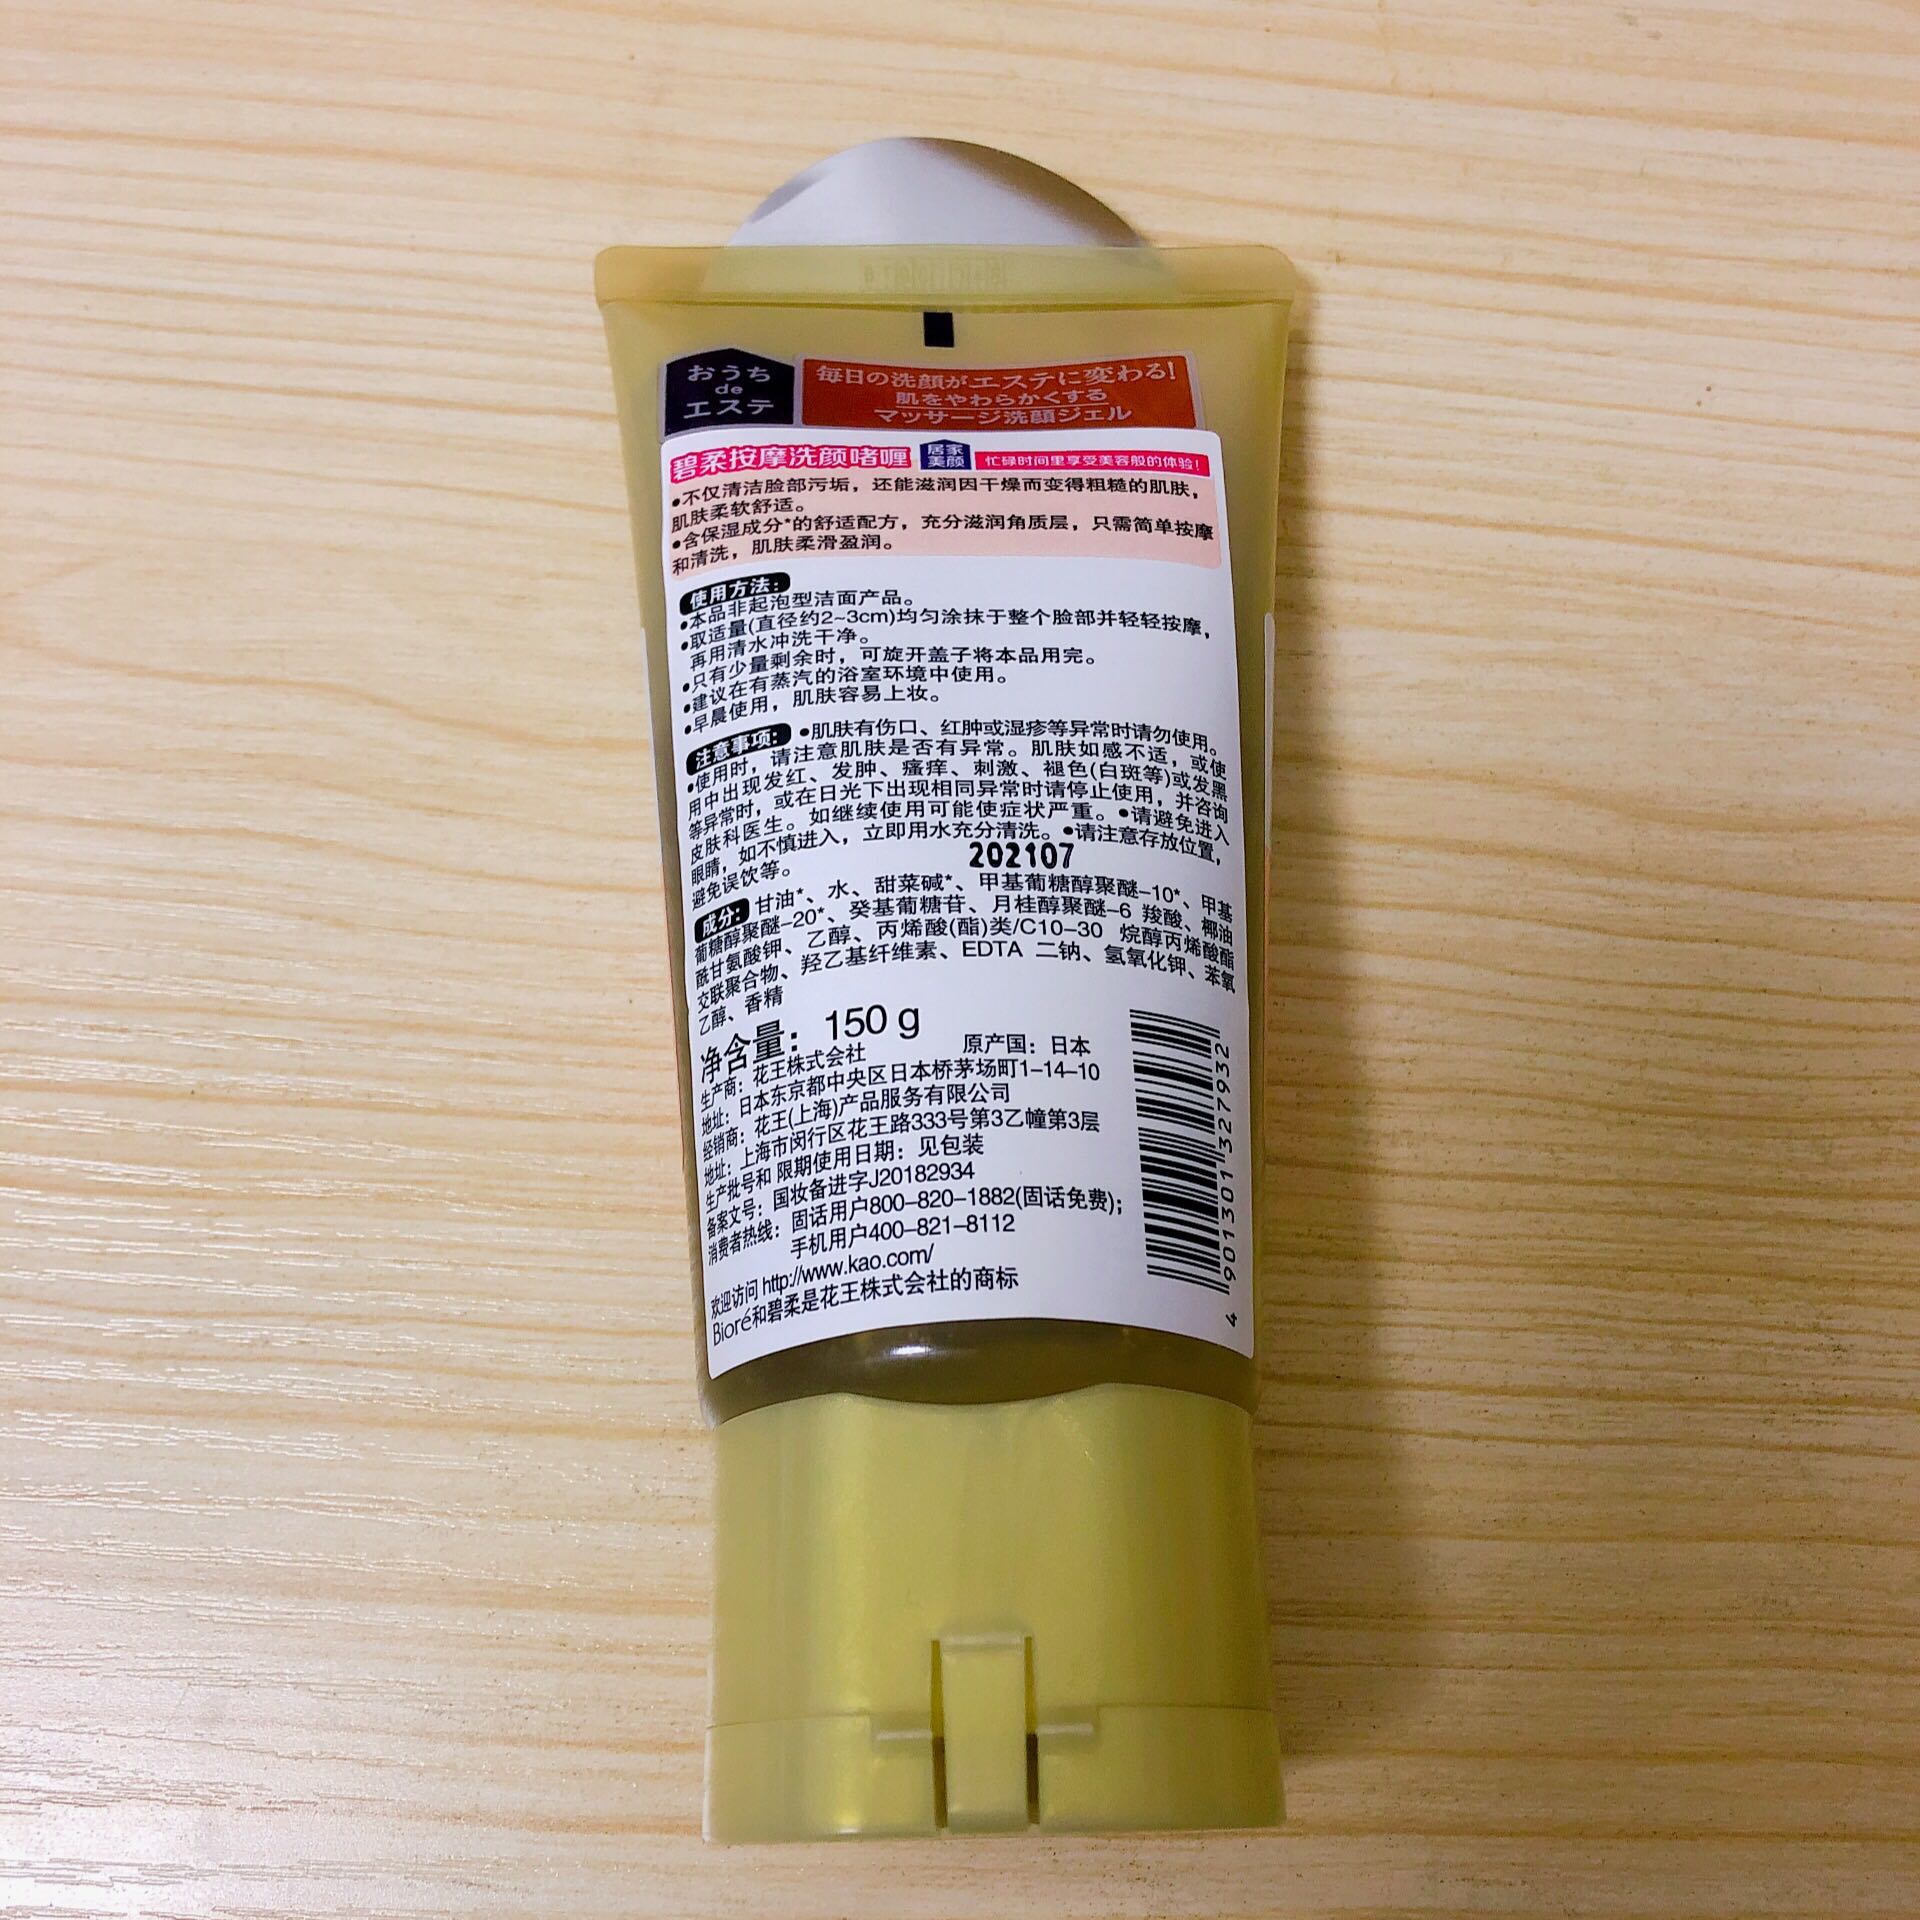 おうち
de
エステ
毎日の洗顔がエステに変わる!
肌をやわらかくする
マッサージ洗顔ジェル
碧柔按摩洗颜啫喱
居家
美颜
忙碌时间里享受美容般的体验!
•不仅清洁脸部污垢，还能滋润因干燥而变得粗糙的肌肤，
肌肤柔软舒适。
•含保湿成分*的舒适配方，充分滋润角质层，只需简单按摩
和清洗，肌肤柔滑盈润。
使用方法:
•本品非起泡型洁面产品。
•取适量(直径约2~3cm)均匀涂抹于整个脸部并轻轻按摩，
再用清水冲洗干净。
•只有少量剩余时，可旋开盖子将本品用完。
•建议在有蒸汽的浴室环境中使用。
•早晨使用，肌肤容易上妆。
注意事项: •肌肤有伤口、红肿或湿疹等异常时请勿使用。
•使用时，请注意肌肤是否有异常。肌肤如感不适，或使
用中出现发红、发肿、瘙痒、刺激、褪色(白斑等)或发黑
等异常时，或在日光下出现相同异常时请停止使用，并咨询
皮肤科医生。如继续使用可能使症状严重。•请避免进入
眼睛，如不慎进入，立即用水充分清洗。•请注意存放位置，
避免误饮等。
202107
成分: 甘油*、水、甜菜碱*、甲基葡糖醇聚醚-10*、甲基
葡糖醇聚醚-20*、癸基葡糖苷、月桂醇聚醚-6 羧酸、椰油
酰甘氨酸钾、乙醇、丙烯酸(酯)类/C10-30 烷醇丙烯酸酯
交联聚合物、羟乙基纤维素、EDTA 二钠、氢氧化钾、苯氧
乙醇、香精
净含量: 150 g
原产国: 日本
生产商: 花王株式会社
地址: 日本东京都中央区日本桥茅场町1-14-10
经销商: 花王(上海)产品服务有限公司
地址: 上海市闵行区花王路333号第3乙幢第3层
生产批号和 限期使用日期: 见包装
备案文号: 国妆备进字J20182934
消费者热线: 固话用户800-820-1882(固话免费);
手机用户400-821-8112
欢迎访问 http://www.kao.com/
Bioré和碧柔是花王株式会社的商标
4 901301 327932